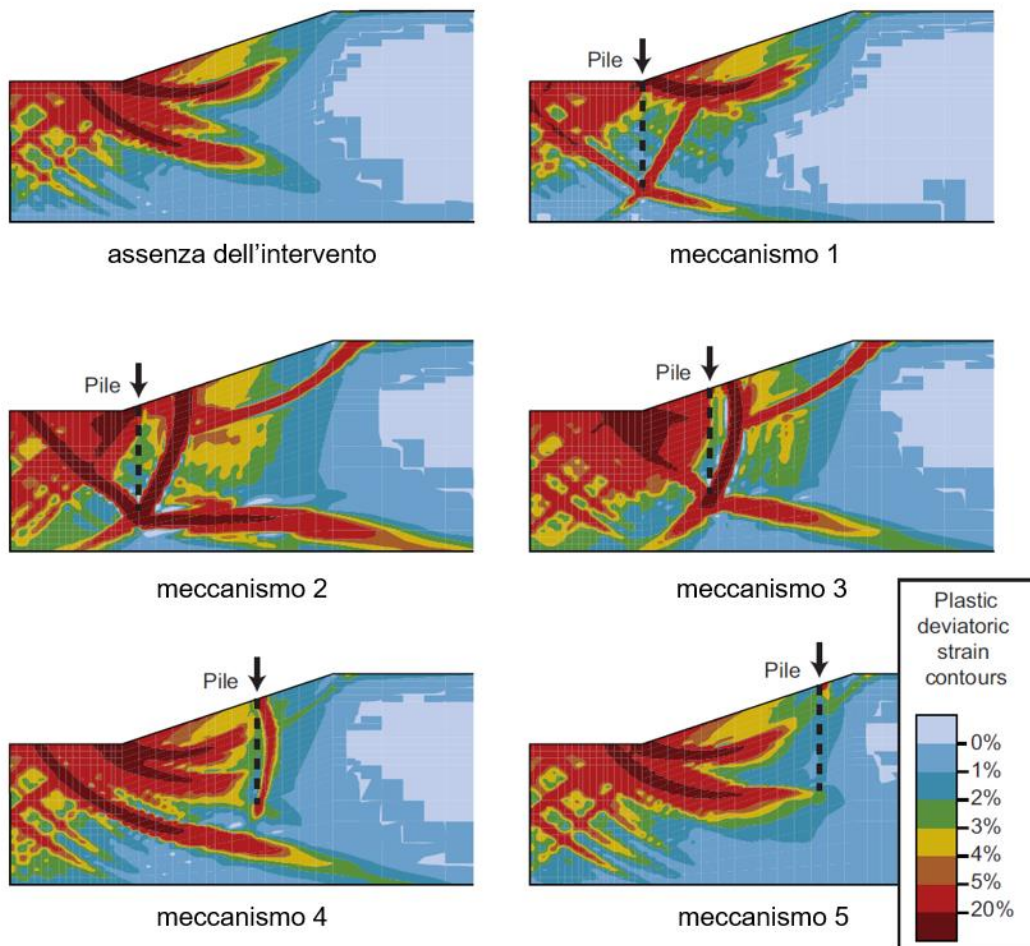 Pile
assenza dell'intervento
meccanismo 1
Pile
Pile
meccanismo 2
meccanismo 3
Pile
Pile
meccanismo 4
meccanismo 5
Plastic
deviatoric
strain
contours
0%
1%
2%
3%
4%
5%
20%